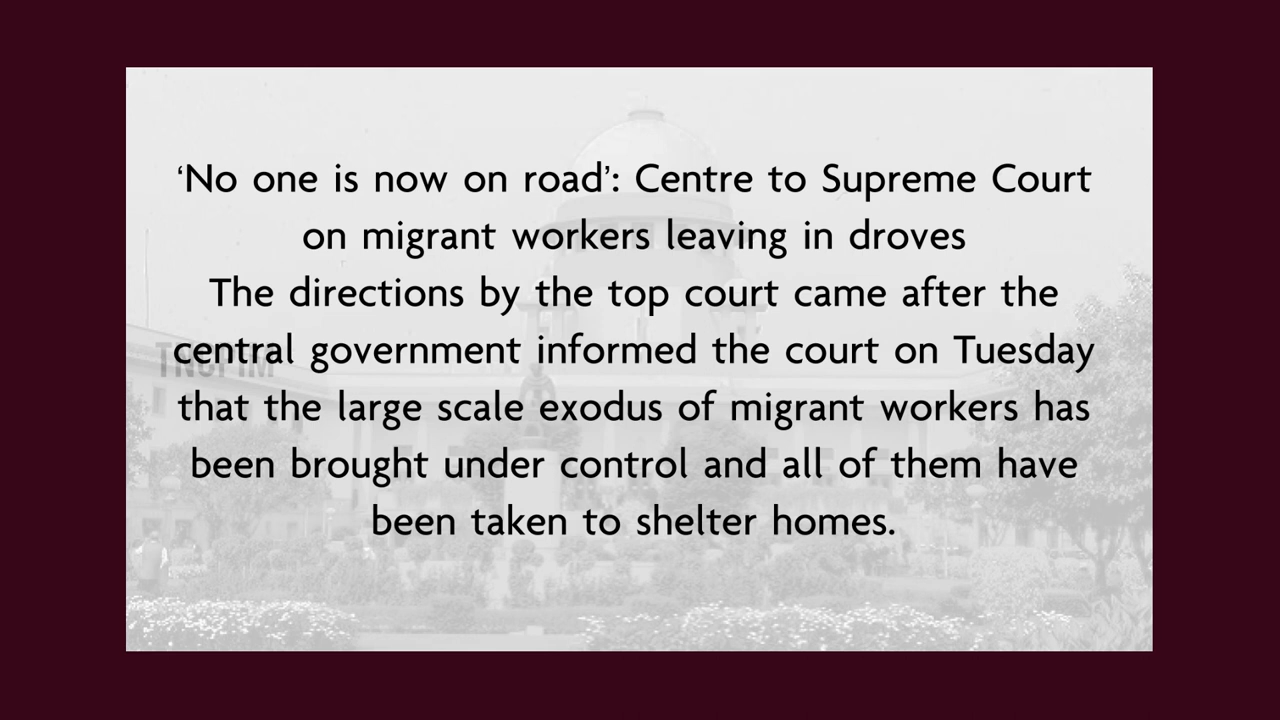 ‘No one is now on road’: Centre to Supreme Court
on migrant workers leaving in droves
The directions by the top court came after the
central government informed the court on Tuesday
that the large scale exodus of migrant workers has
been brought under control and all of them have
been taken to shelter homes.